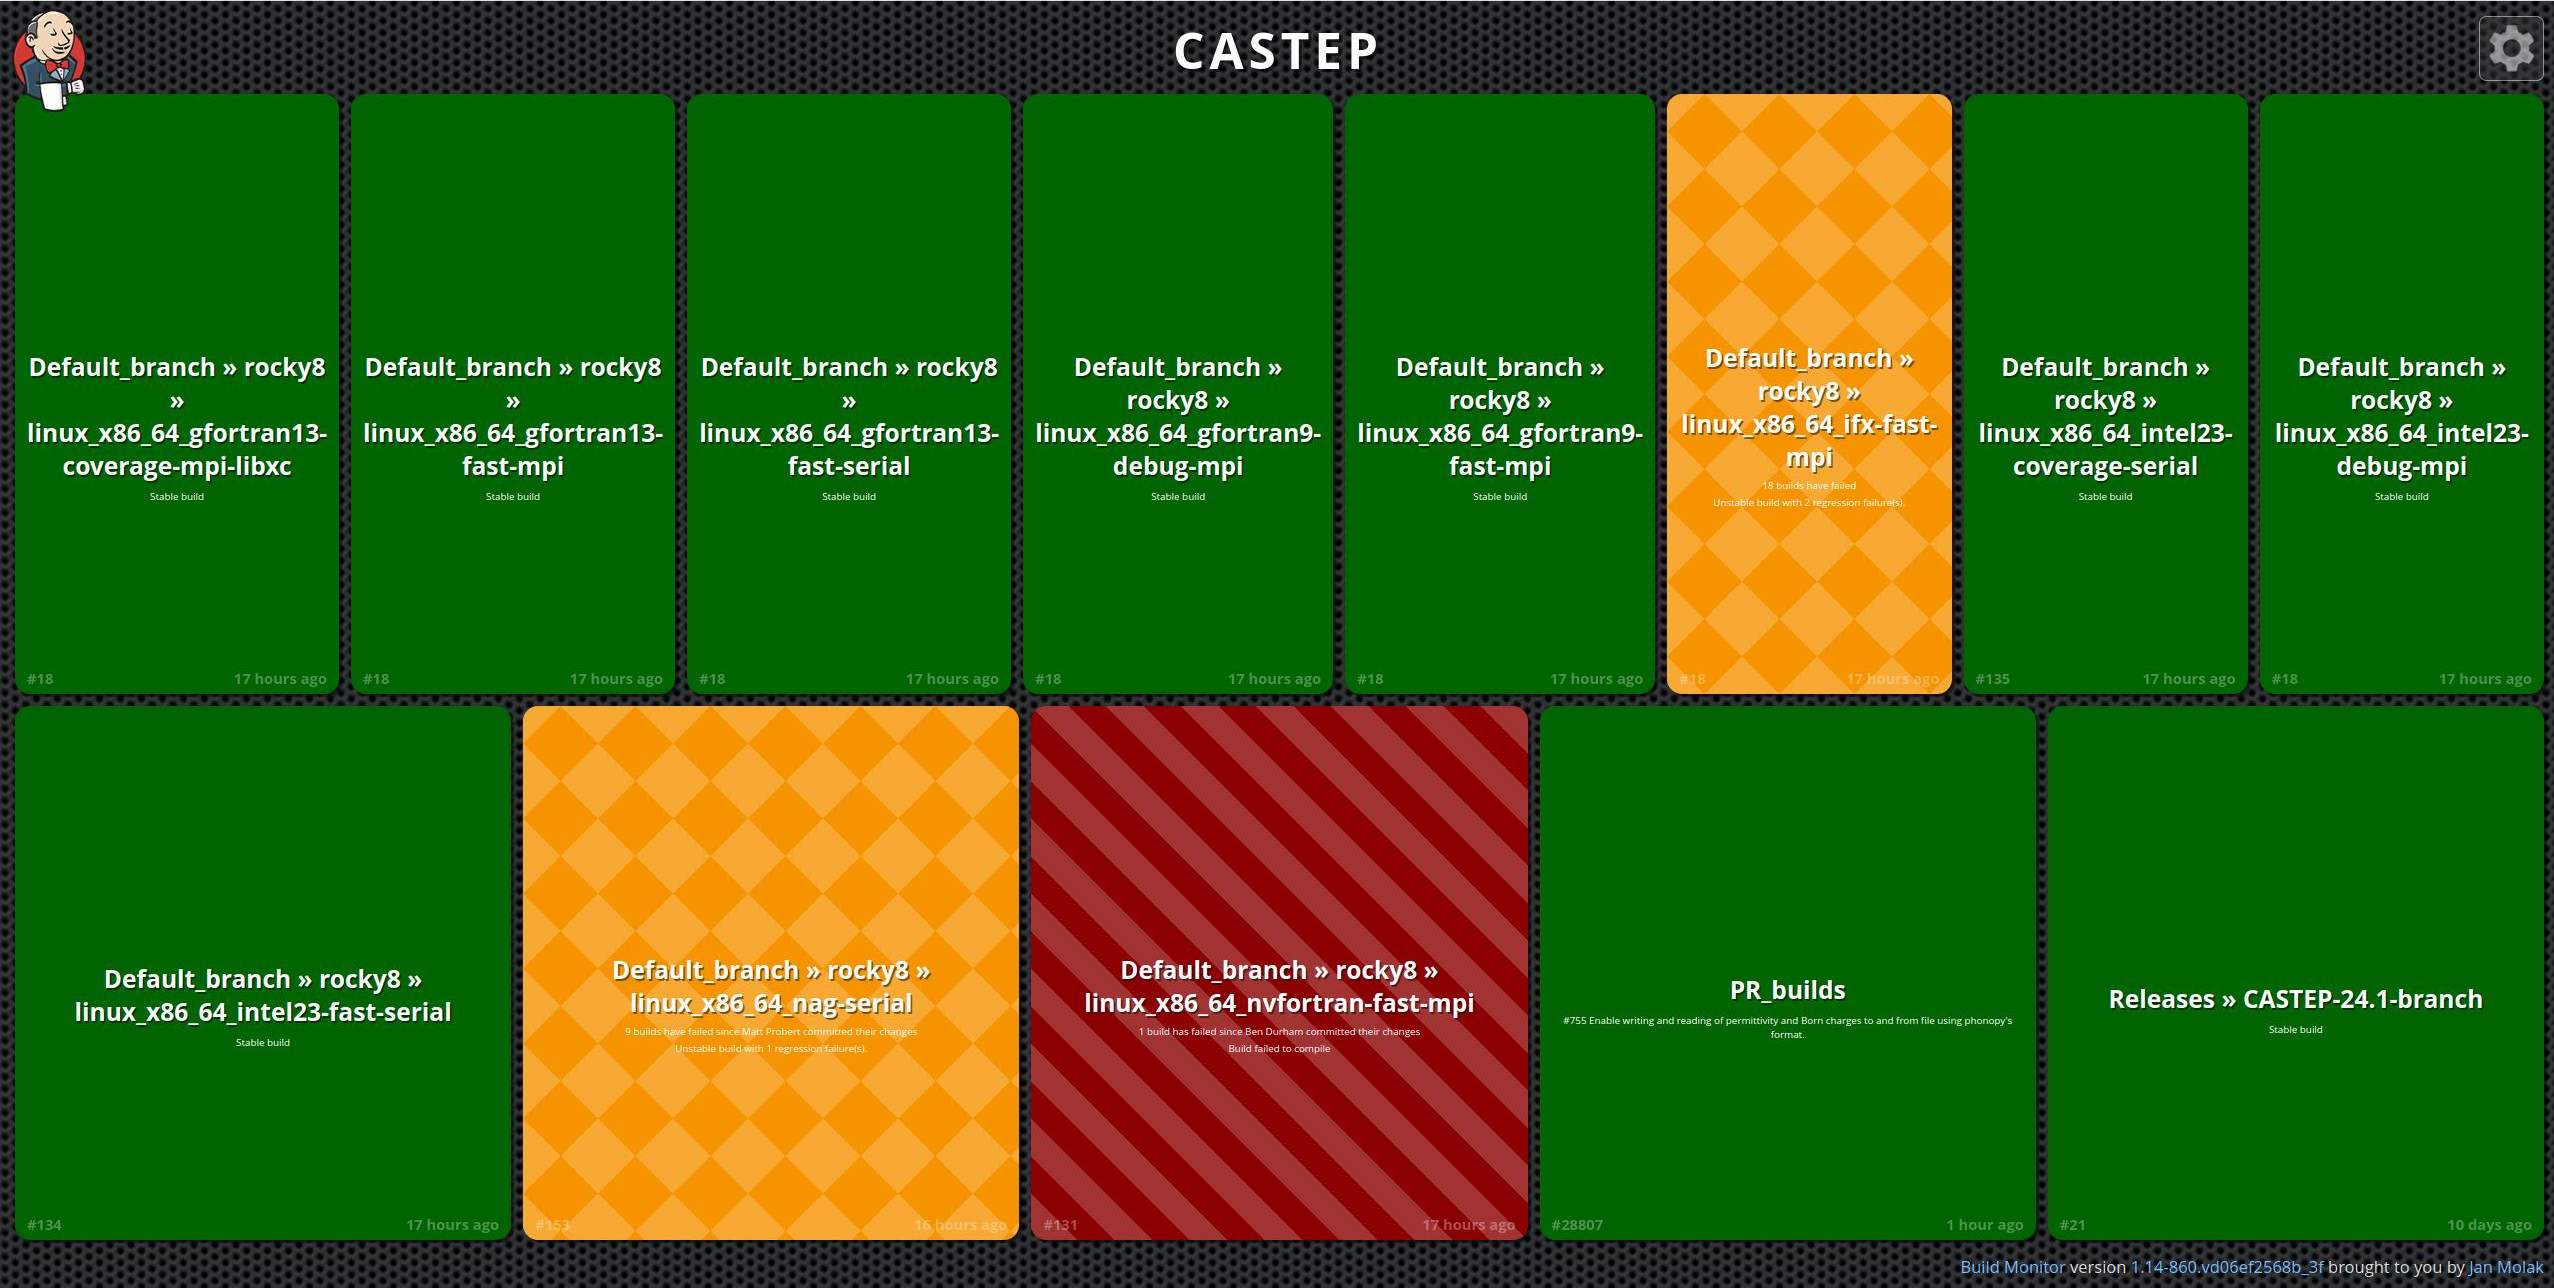 CASTEP
Default_branch » rocky8
»
linux_x86_64_gfortran13-
coverage-mpi-libxc
Stable build
#18 17 hours ago
Default_branch » rocky8
»
linux_x86_64_gfortran13-
fast-mpi
Stable build
#18 17 hours ago
Default_branch » rocky8
»
linux_x86_64_gfortran13-
fast-serial
Stable build
#18 17 hours ago
Default_branch »
rocky8 »
linux_x86_64_gfortran9-
debug-mpi
Stable build
#18 17 hours ago
Default_branch »
rocky8 »
linux_x86_64_gfortran9-
fast-mpi
Stable build
#18 17 hours ago
Default_branch »
rocky8 »
linux_x86_64_ifx-fast-
mpi
18 builds have failed
Unstable build with 2 regression failure(s).
#18 17 hours ago
Default_branch »
rocky8 »
linux_x86_64_intel23-
coverage-serial
Stable build
#135 17 hours ago
Default_branch »
rocky8 »
linux_x86_64_intel23-
debug-mpi
Stable build
#18 17 hours ago
Default_branch » rocky8 »
linux_x86_64_intel23-fast-serial
Stable build
#134 17 hours ago
Default_branch » rocky8 »
linux_x86_64_nag-serial
9 builds have failed since Matt Probert committed their changes
Unstable build with 1 regression failure(s).
#153 16 hours ago
Default_branch » rocky8 »
linux_x86_64_nvfortran-fast-mpi
1 build has failed since Ben Durham committed their changes
Build failed to compile
#131 17 hours ago
PR_builds
#755 Enable writing and reading of permittivity and Born charges to and from file using phonopy's
format.
#28807 1 hour ago
Releases » CASTEP-24.1-branch
Stable build
#21 10 days ago
Build Monitor version 1.14-860.vd06ef2568b_3f brought to you by Jan Molak